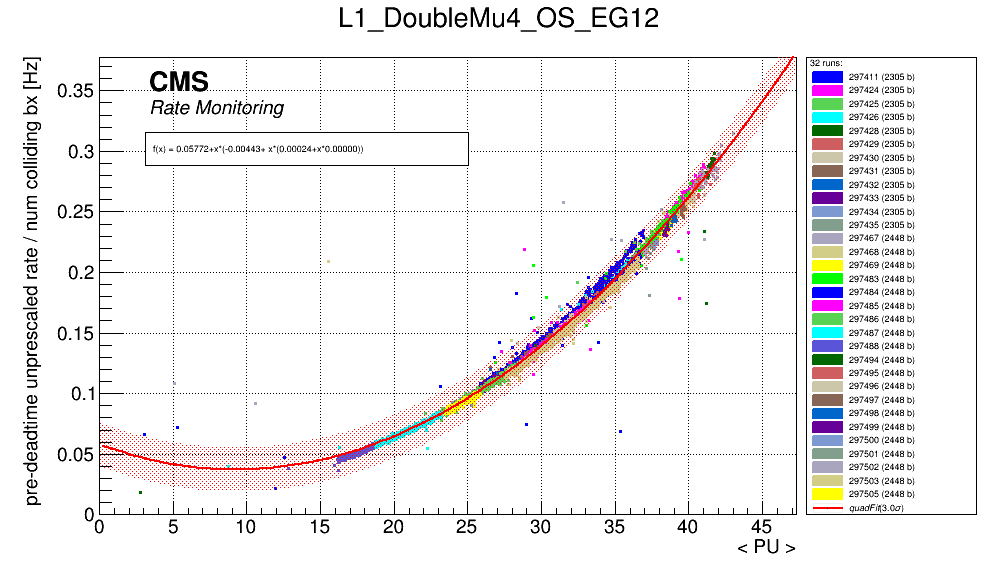 L1_DoubleMu4_OS_EG12
pre-deadtime unprescaled rate / num colliding bx [Hz]
0.35
0.3
0.25
0.2
0.15
0.1
0.05
0
CMS
Rate Monitoring
f(x) = 0.05772+x*(-0.00443+ x*(0.00024+x*0.00000))
0 5 10 15 20 25 30 35 40 45
< PU >
32 runs:
297411 (2305 b)
297424 (2305 b)
297425 (2305 b)
297426 (2305 b)
297428 (2305 b)
297429 (2305 b)
297430 (2305 b)
297431 (2305 b)
297432 (2305 b)
297433 (2305 b)
297434 (2305 b)
297435 (2305 b)
297467 (2448 b)
297468 (2448 b)
297469 (2448 b)
297483 (2448 b)
297484 (2448 b)
297485 (2448 b)
297486 (2448 b)
297487 (2448 b)
297488 (2448 b)
297494 (2448 b)
297495 (2448 b)
297496 (2448 b)
297497 (2448 b)
297498 (2448 b)
297499 (2448 b)
297500 (2448 b)
297501 (2448 b)
297502 (2448 b)
297503 (2448 b)
297505 (2448 b)
quadFit(3.0σ)